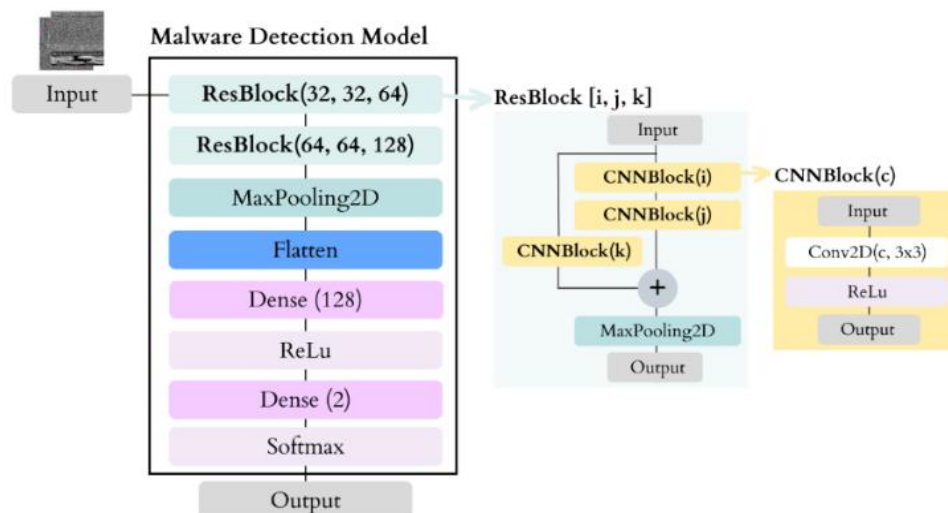 Malware Detection Model
Input
ResBlock(32, 32, 64)
ResBlock(64, 64, 128)
MaxPooling2D
Flatten
Dense (128)
ReLu
Dense (2)
Softmax
Output
ResBlock [i, j, k]
Input
CNNBlock(i)
CNNBlock(j)
CNNBlock(k)
+
MaxPooling2D
Output
CNNBlock(c)
Input
Conv2D(c, 3x3)
ReLu
Output